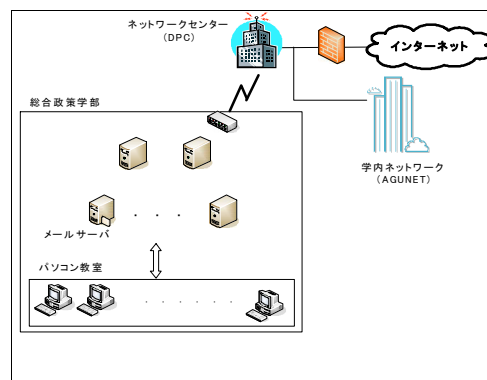 ネットワークセンター
(DPC)
インターネット
総合政策学部
学内ネットワーク
(AGUNET)
メールサーバ
パソコン教室